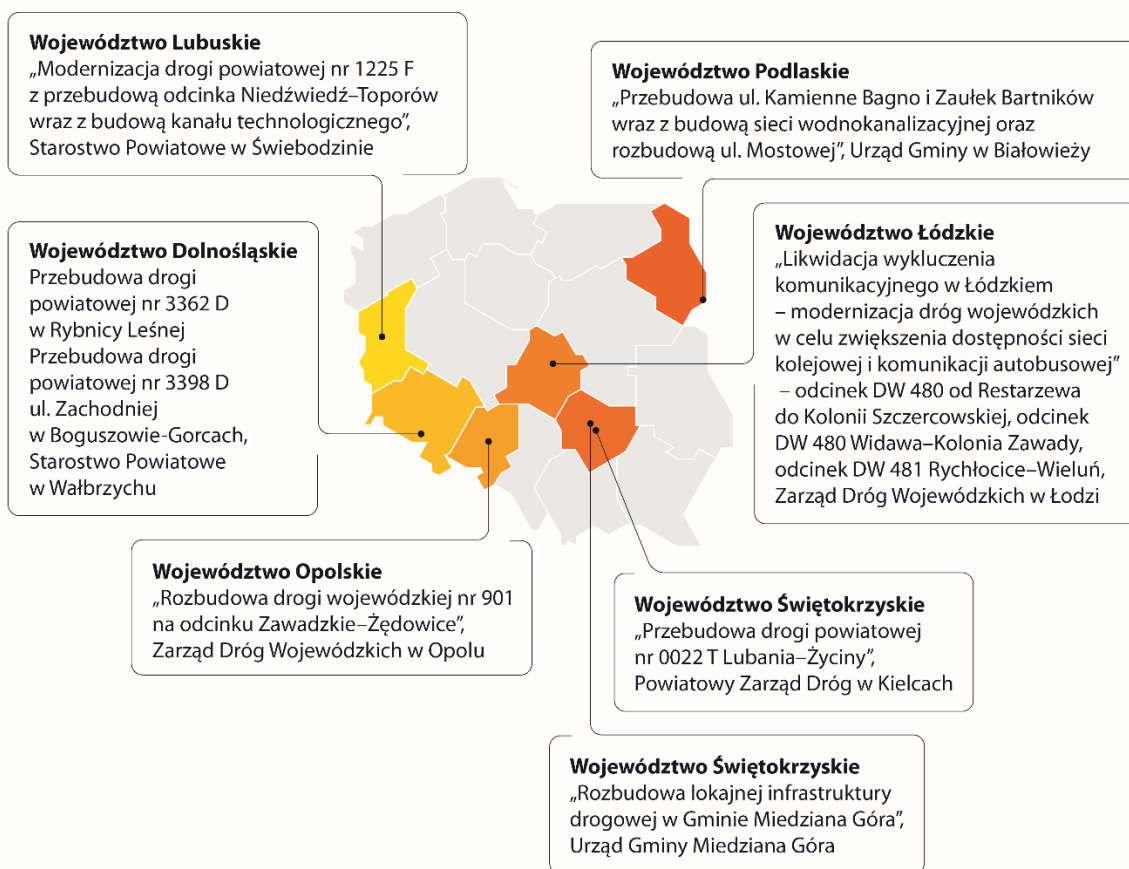 Województwo Lubuskie
„Modernizacja drogi powiatowej nr 1225 F
z przebudową odcinka Niedźwiedź–Toporów
wraz z budową kanału technologicznego”,
Starostwo Powiatowe w Świebodzinie
Województwo Podlaskie
„Przebudowa ul. Kamienne Bagno i Zaułek Bartników
wraz z budową sieci wodnokanalizacyjnej oraz
rozbudową ul. Mostowej”, Urząd Gminy w Białowieży
Województwo Dolnośląskie
Przebudowa drogi
powiatowej nr 3362 D
w Rybnicy Leśnej
Przebudowa drogi
powiatowej nr 3398 D
ul. Zachodniej
w Boguszowie-Gorcach,
Starostwo Powiatowe
w Wałbrzychu
Województwo Łódzkie
„Likwidacja wykluczenia
komunikacyjnego w Łódzkiem
– modernizacja dróg wojewódzkich
w celu zwiększenia dostępności sieci
kolejowej i komunikacji autobusowej”
– odcinek DW 480 od Restarzewa
do Kolonii Szczercowskiej, odcinek
DW 480 Widawa–Kolonia Zawady,
odcinek DW 481 Rychłocice–Wieluń,
Zarząd Dróg Wojewódzkich w Łodzi
Województwo Opolskie
„Rozbudowa drogi wojewódzkiej nr 901
na odcinku Zawadzkie–Żędowice”,
Zarząd Dróg Wojewódzkich w Opolu
Województwo Świętokrzyskie
„Przebudowa drogi powiatowej
nr 0022 T Lubania–Życiny”,
Powiatowy Zarząd Dróg w Kielcach
Województwo Świętokrzyskie
„Rozbudowa lokajnej infrastruktury
drogowej w Gminie Miedziana Góra”,
Urząd Gminy Miedziana Góra